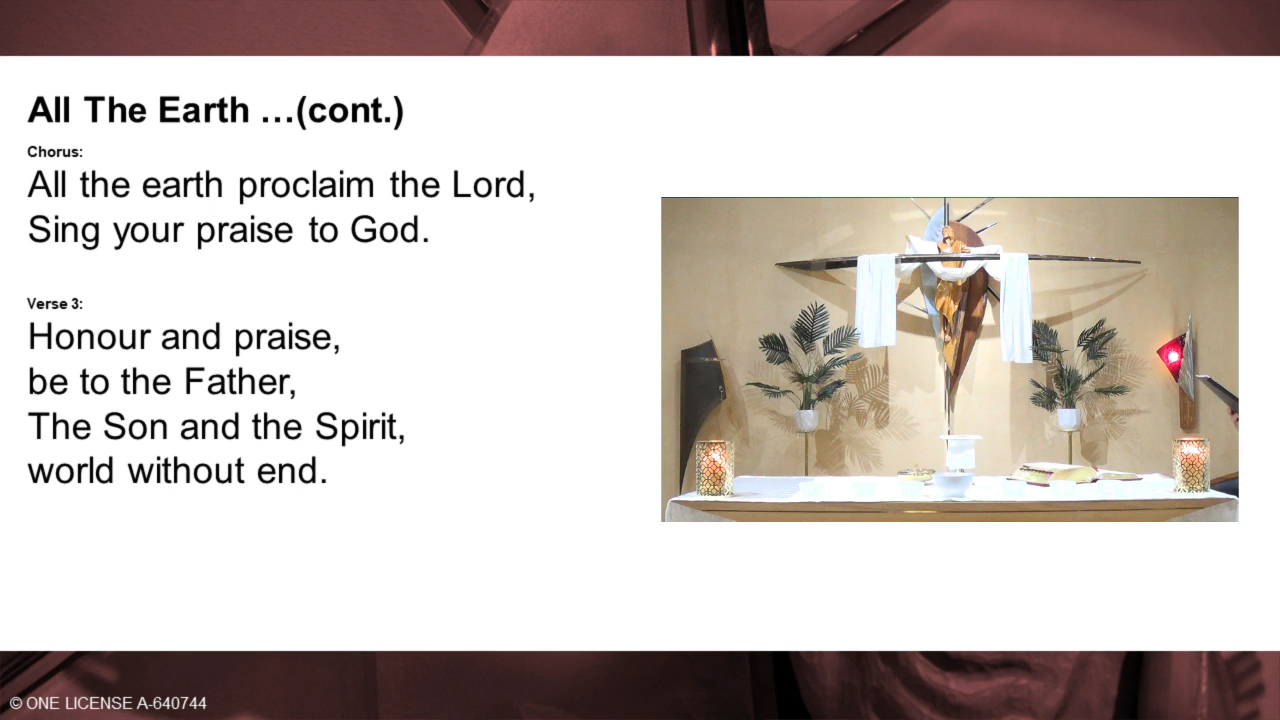 All The Earth …(cont.)
Chorus:
All the earth proclaim the Lord,
Sing your praise to God.
Verse 3:
Honour and praise,
be to the Father,
The Son and the Spirit,
world without end.
© ONE LICENSE A-640744